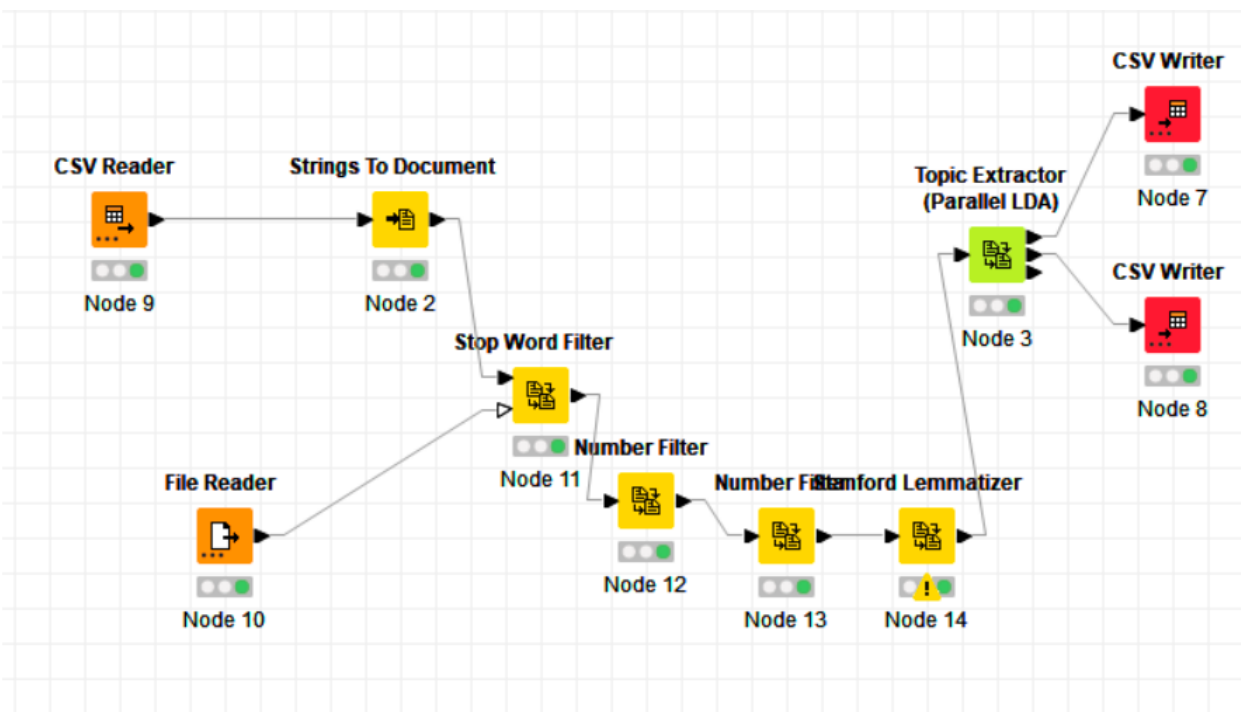 CSV Writer
Node 7
CSV Reader
Node 9
Strings To Document
Node 2
Topic Extractor
(Parallel LDA)
Node 3
CSV Writer
Node 8
Stop Word Filter
Node 11
File Reader
Node 10
Number Filter
Node 12
Number Filter
Node 13
Stanford Lemmatizer
Node 14